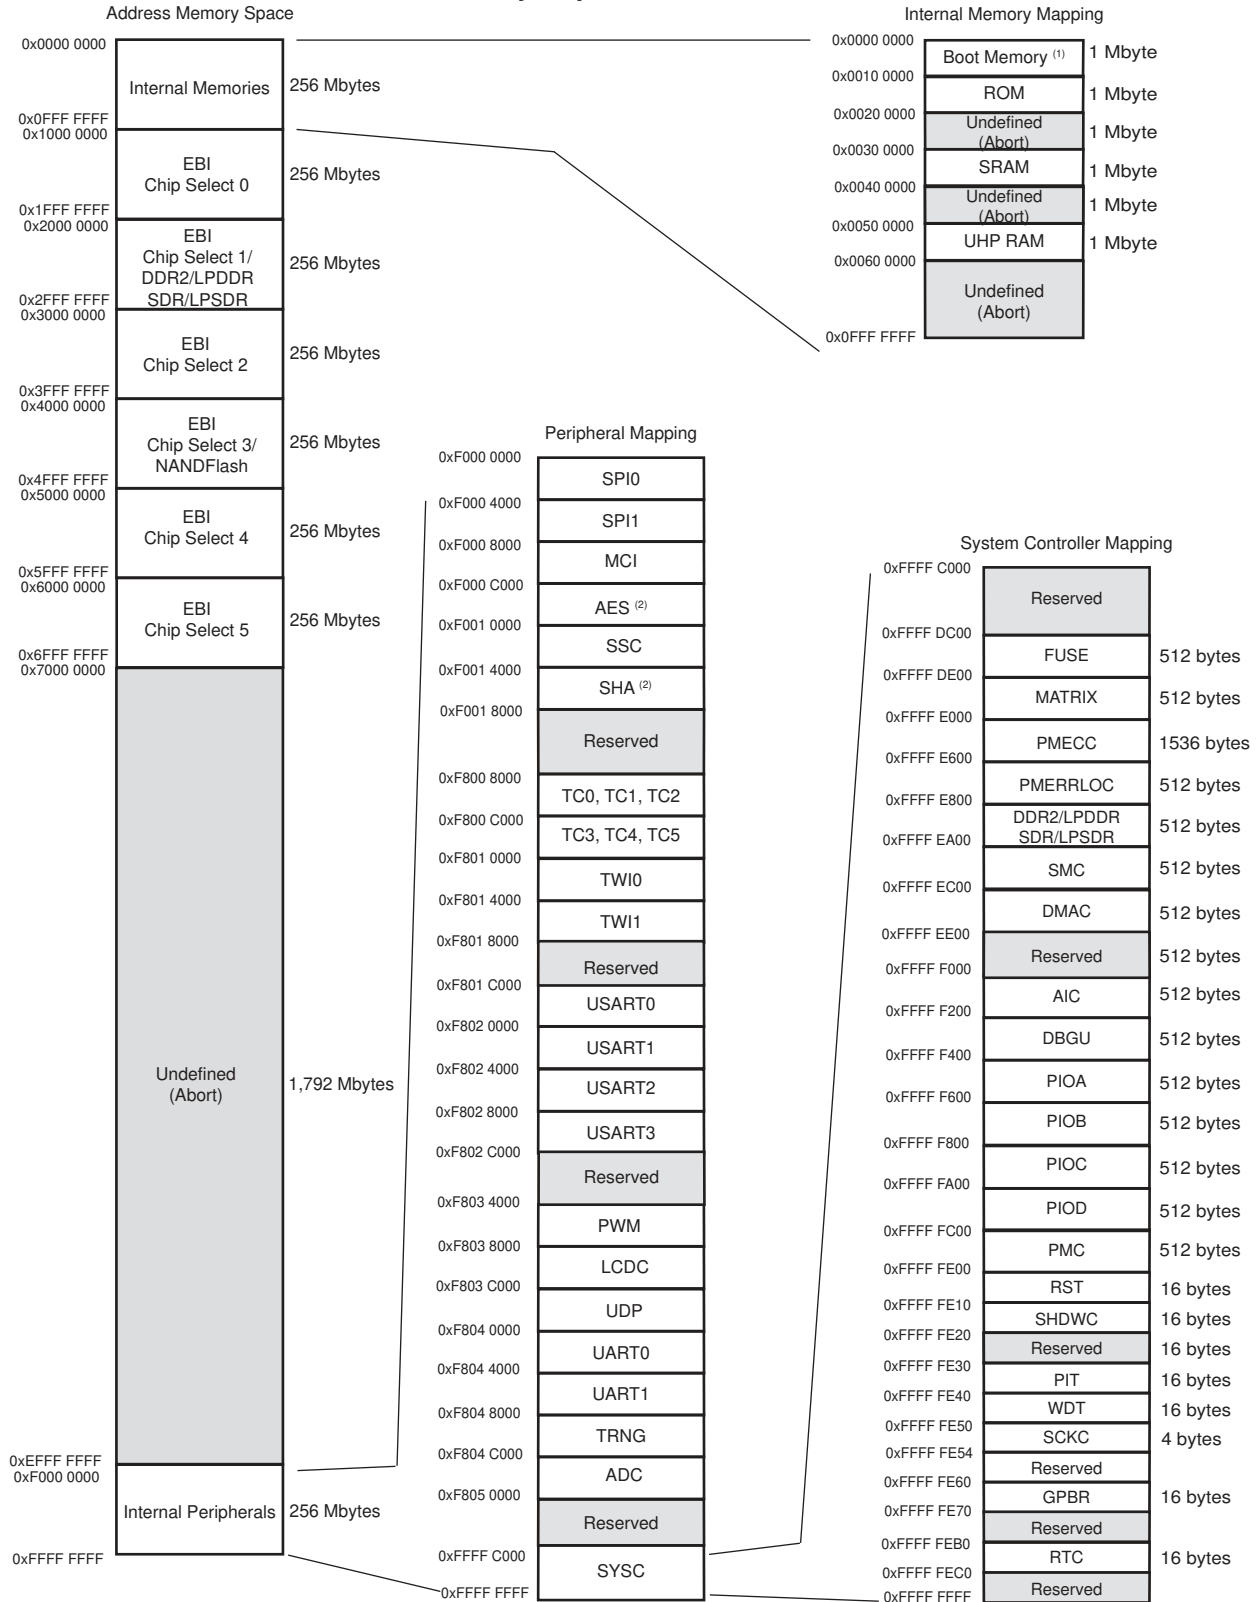 Address Memory Space
0x0000 0000
Internal Memories
256 Mbytes
0x0FFF FFFF
0x1000 0000
EBI
Chip Select 0
256 Mbytes
0x1FFF FFFF
0x2000 0000
EBI
Chip Select 1/
DDR2/LPDDR
SDR/LPSDR
256 Mbytes
0x2FFF FFFF
0x3000 0000
EBI
Chip Select 2
256 Mbytes
0x3FFF FFFF
0x4000 0000
EBI
Chip Select 3/
NANDFlash
256 Mbytes
0x4FFF FFFF
0x5000 0000
EBI
Chip Select 4
256 Mbytes
0x5FFF FFFF
0x6000 0000
EBI
Chip Select 5
256 Mbytes
0x6FFF FFFF
0x7000 0000
Undefined
(Abort)
1,792 Mbytes
0xEFFF FFFF
0xF000 0000
Internal Peripherals
256 Mbytes
0xFFFF FFFF
Internal Memory Mapping
0x0000 0000
Boot Memory (1)
1 Mbyte
0x0010 0000
ROM
1 Mbyte
0x0020 0000
Undefined
(Abort)
1 Mbyte
0x0030 0000
SRAM
1 Mbyte
0x0040 0000
Undefined
(Abort)
1 Mbyte
0x0050 0000
UHP RAM
1 Mbyte
0x0060 0000
Undefined
(Abort)
0x0FFF FFFF
Peripheral Mapping
0xF000 0000
SPI0
0xF000 4000
SPI1
0xF000 8000
MCI
0xF000 C000
AES (2)
0xF001 0000
SSC
0xF001 4000
SHA (2)
0xF001 8000
Reserved
0xF800 8000
TC0, TC1, TC2
0xF800 C000
TC3, TC4, TC5
0xF801 0000
TWI0
0xF801 4000
TWI1
0xF801 8000
Reserved
0xF801 C000
USART0
0xF802 0000
USART1
0xF802 4000
USART2
0xF802 8000
USART3
0xF802 C000
Reserved
0xF803 4000
PWM
0xF803 8000
LCDC
0xF803 C000
UDP
0xF804 0000
UART0
0xF804 4000
UART1
0xF804 8000
TRNG
0xF804 C000
ADC
0xF805 0000
Reserved
0xFFFF C000
SYSC
0xFFFF FFFF
System Controller Mapping
0xFFFF C000
Reserved
0xFFFF DC00
FUSE
512 bytes
0xFFFF DE00
MATRIX
512 bytes
0xFFFF E000
PMECC
1536 bytes
0xFFFF E600
PMERRLOC
512 bytes
0xFFFF E800
DDR2/LPDDR
SDR/LPSDR
512 bytes
0xFFFF EA00
SMC
512 bytes
0xFFFF EC00
DMAC
512 bytes
0xFFFF EE00
Reserved
512 bytes
0xFFFF F000
AIC
512 bytes
0xFFFF F200
DBGU
512 bytes
0xFFFF F400
PIOA
512 bytes
0xFFFF F600
PIOB
512 bytes
0xFFFF F800
PIOC
512 bytes
0xFFFF FA00
PIOD
512 bytes
0xFFFF FC00
PMC
512 bytes
0xFFFF FE00
RST
16 bytes
0xFFFF FE10
SHDWC
16 bytes
0xFFFF FE20
Reserved
16 bytes
0xFFFF FE30
PIT
16 bytes
0xFFFF FE40
WDT
16 bytes
0xFFFF FE50
SCKC
4 bytes
0xFFFF FE54
Reserved
0xFFFF FE60
GPBR
16 bytes
0xFFFF FE70
Reserved
0xFFFF FEB0
RTC
16 bytes
0xFFFF FEC0
Reserved
0xFFFF FFFF